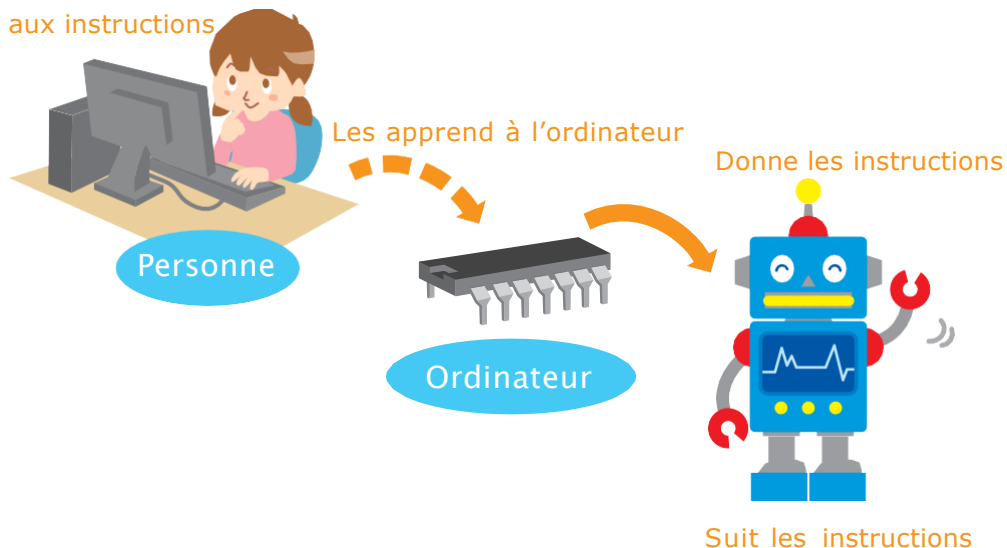 aux instructions
Les apprend à l’ordinateur
Donne les instructions
Personne
Ordinateur
Suit les instructions